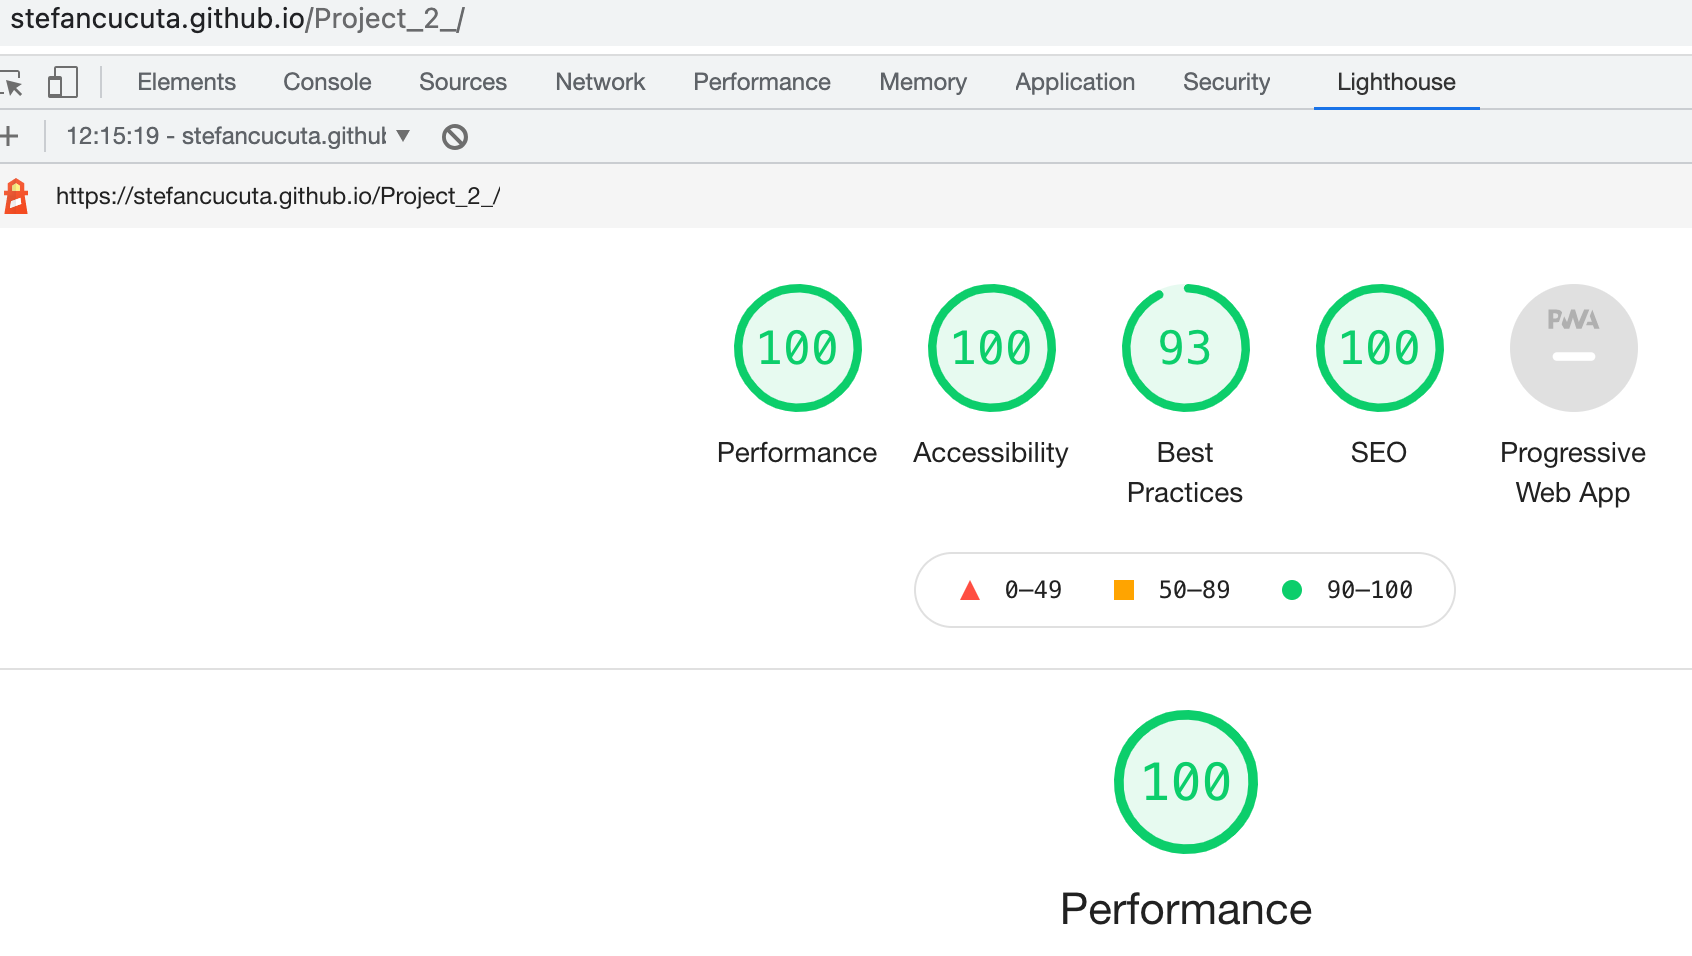 stefancucuta.github.io/Project_2_/
Elements Console Sources Network Performance Memory Application Security Lighthouse
12:15:19 - stefancucuta.githu
https://stefancucuta.github.io/Project_2_/
100 100 93 100 PWA
Performance Accessibility Best Practices SEO Progressive Web App
0–49 50–89 90–100
100
Performance